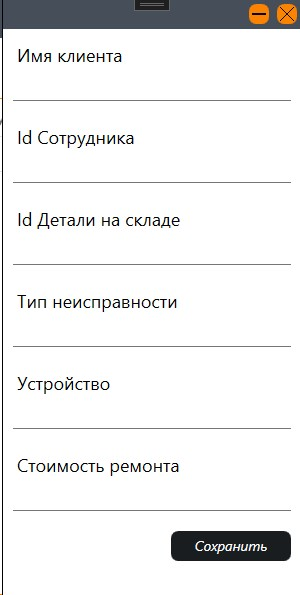 Имя клиента
Id Сотрудника
Id Детали на складе
Тип неисправности
Устройство
Стоимость ремонта
Сохранить